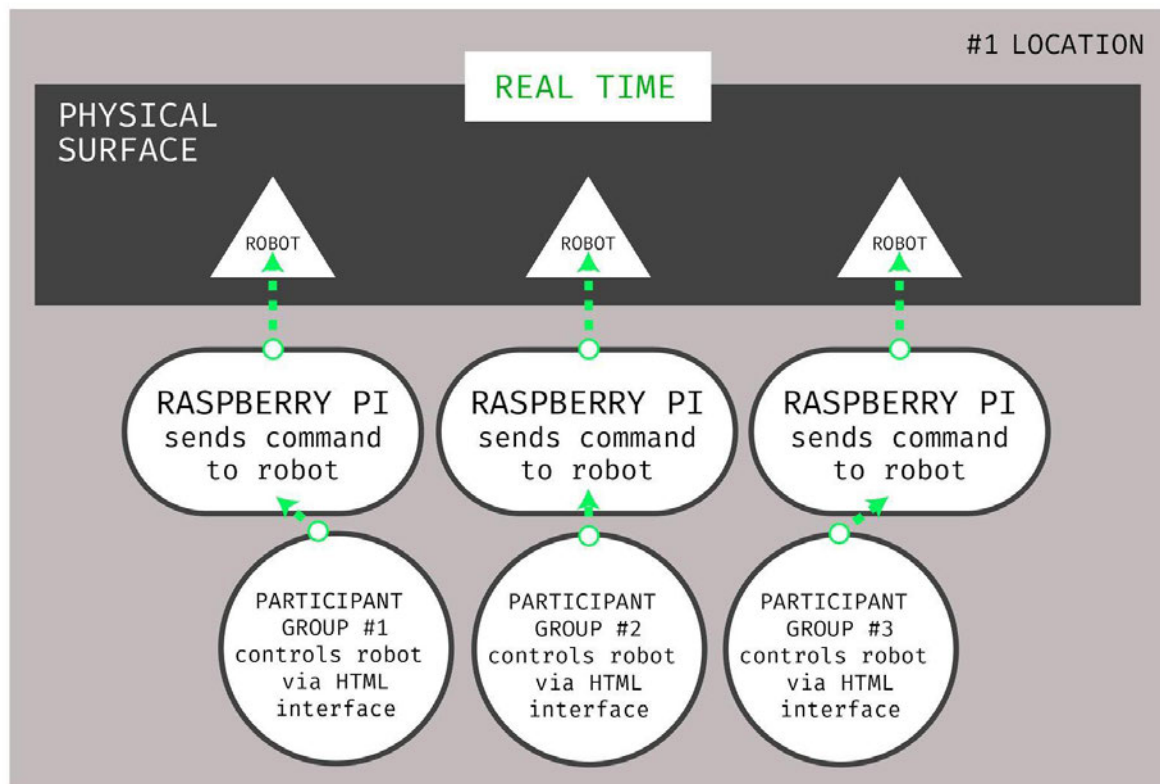 #1 LOCATION
REAL TIME
PHYSICAL
SURFACE
ROBOT
ROBOT
ROBOT
RASPBERRY PI
sends command
to robot
RASPBERRY PI
sends command
to robot
RASPBERRY PI
sends command
to robot
PARTICIPANT
GROUP #1
controls robot
via HTML
interface
PARTICIPANT
GROUP #2
controls robot
via HTML
interface
PARTICIPANT
GROUP #3
controls robot
via HTML
interface